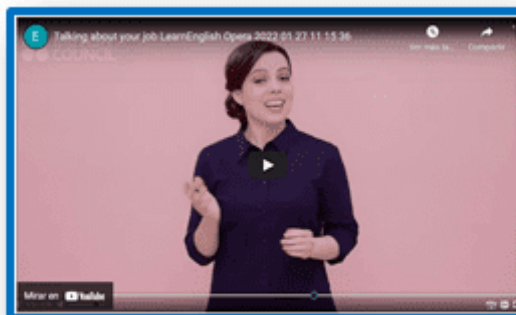 E Talking about your job LearnEnglish Opera 2022 01 27 11 15 36
COUNCIL
Ver más ta... Compartir
Mirar en YouTube